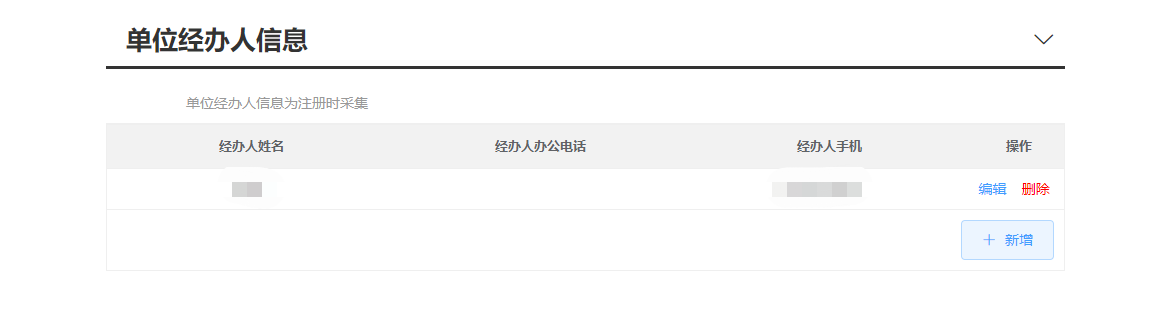 单位经办人信息
单位经办人信息为注册时采集
经办人姓名 经办人办公电话 经办人手机 操作
编辑 删除
+ 新增